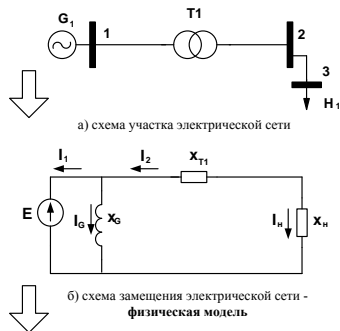 G1
T1
1
2
3
H1
а) схема участка электрической сети
I1
I2
xT1
E
IG
xG
Iн
xн
б) схема замещения электрической сети -
физическая модель